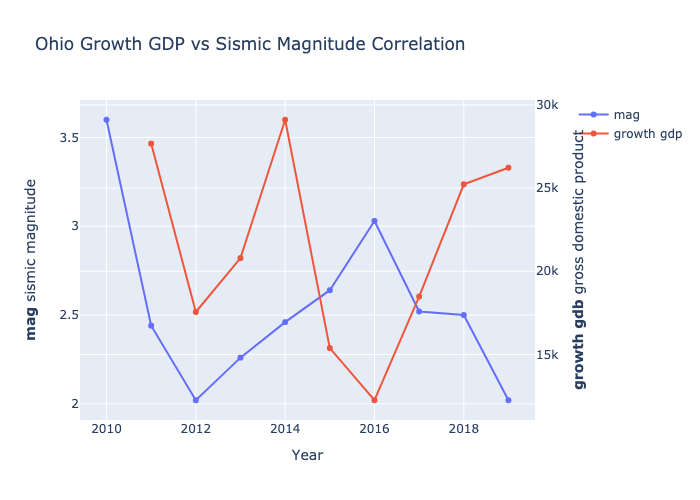 Ohio Growth GDP vs Sismic Magnitude Correlation
mag
growth gdp
3.5
3
2.5
2
mag sismic magnitude
30k
25k
20k
15k
growth gdb gross domestic product
2010
2012
2014
2016
2018
Year